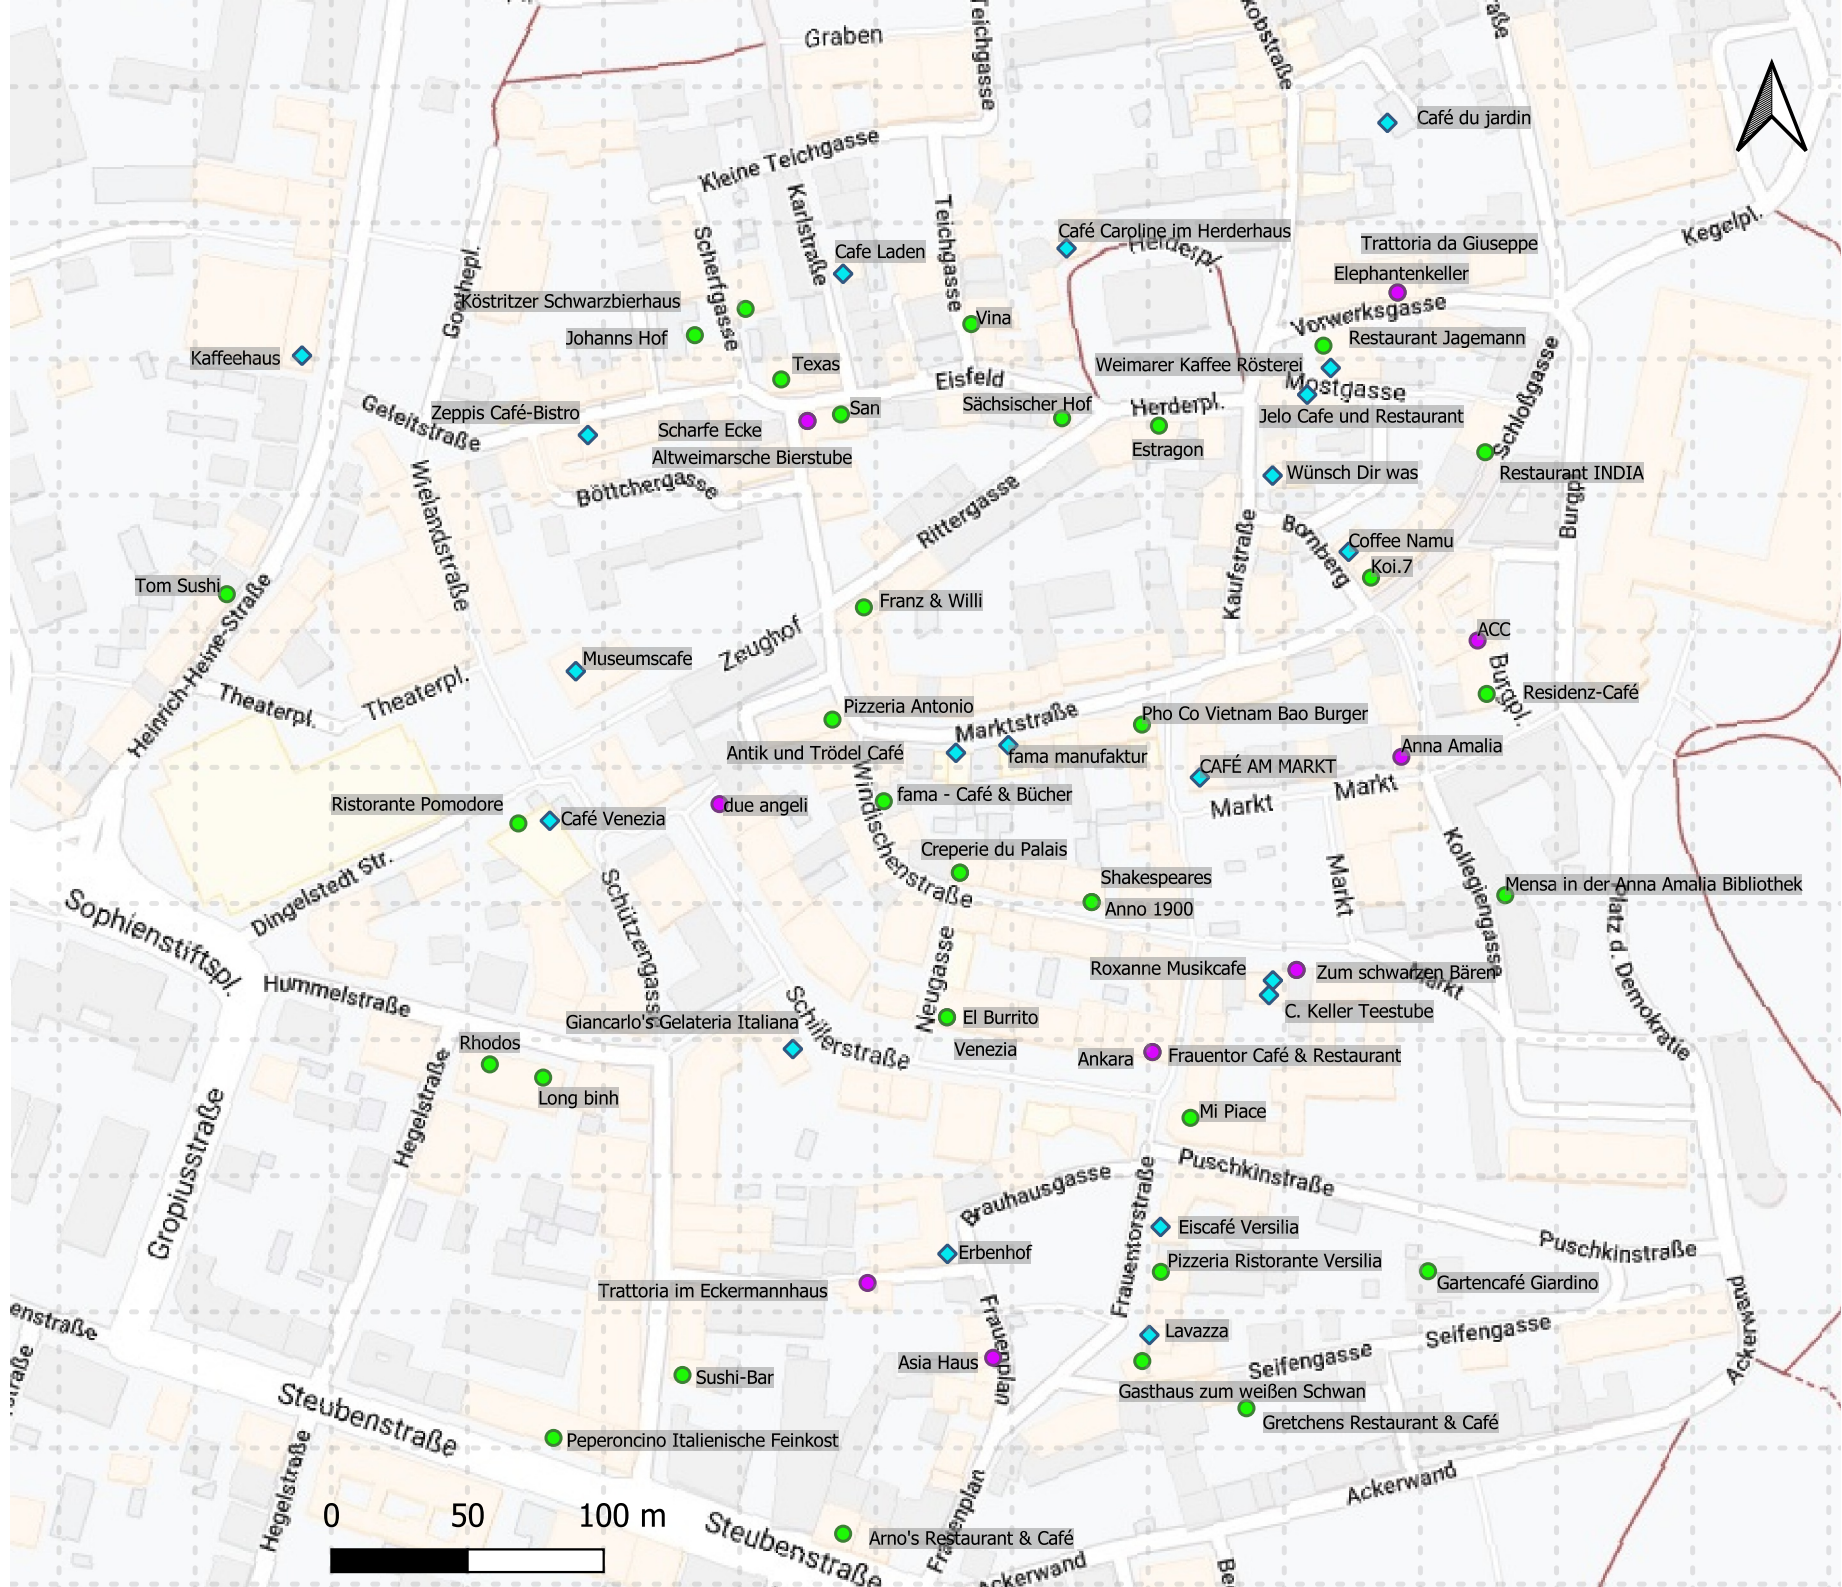 Graben
Teichgasse
Café du jardin
Kleine Teichgasse
Karlstraße
Teichgasse
Scherfgasse
Cafe Laden
Café Caroline im Herderhaus
Herderpl.
Trattoria da Giuseppe
Kegelpl.
Elephantenkeller
Goethepl.
Köstritzer Schwarzbierhaus
Vorwerksgasse
Vina
Johanns Hof
Restaurant Jagemann
Kaffeehaus
Texas
Weimarer Kaffee Rösterei
Eisfeld
Mostgasse
Schloßgasse
Geleitstraße
Zeppis Café-Bistro
San
Sächsischer Hof
Herderpl.
Jelo Cafe und Restaurant
Scharfe Ecke
Altweimarsche Bierstube
Estragon
Wünsch Dir was
Restaurant INDIA
Böttchergasse
Rittergasse
Wielandstraße
Kaufstraße
Bornberg
Burgpl.
Coffee Namu
Koi.7
Tom Sushi
Franz & Willi
Heinrich-Heine-Straße
Zeughof
ACC
Museumscafe
Burgpl.
Residenz-Café
Theaterpl.
Theaterpl.
Pizzeria Antonio
Marktstraße
Pho Co Vietnam Bao Burger
Antik und Trödel Café
fama manufaktur
Anna Amalia
CAFÉ AM MARKT
Markt
Markt
Ristorante Pomodore
Café Venezia
due angeli
fama - Café & Bücher
Windischenstraße
Creperie du Palais
Dingelstedt Str.
Shakespeares
Anno 1900
Markt
Kollegiengasse
Mensa in der Anna Amalia Bibliothek
Platz d. Demokratie
Sophienstiftspl.
Schützengasse
Hummelstraße
Neugasse
Roxanne Musikcafe
Zum schwarzen Bären
Markt
C. Keller Teestube
Giancarlo's Gelateria Italiana
Schillerstraße
El Burrito
Venezia
Ankara
Frauentor Café & Restaurant
Rhodos
Long binh
Hegelstraße
Gropiusstraße
Mi Piace
Puschkinstraße
Brauhausgasse
Frauentorstraße
Eiscafé Versilia
Erbenhof
Pizzeria Ristorante Versilia
Puschkinstraße
Gartencafé Giardino
Trattoria im Eckermannhaus
Frauenplan
Lavazza
Seifengasse
Seifengasse
Ackerwand
enstraße
Asia Haus
Sushi-Bar
Gasthaus zum weißen Schwan
Gretchens Restaurant & Café
Steubenstraße
Peperoncino Italienische Feinkost
Hegelstraße
Ackerwand
Frauenplan
0 50 100 m
Steubenstraße
Arno's Restaurant & Café
Ackerwand